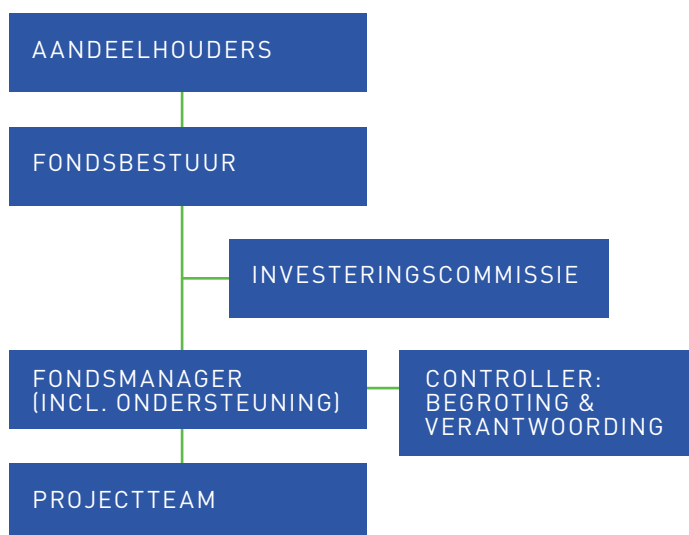 AANDEELHOUDERS
FONDSBESTUUR
INVESTERINGSCOMMISSIE
FONDSMANAGER
(INCL. ONDERSTEUNING)
CONTROLLER:
BEGROTING &
VERANTWOORDING
PROJECTTEAM